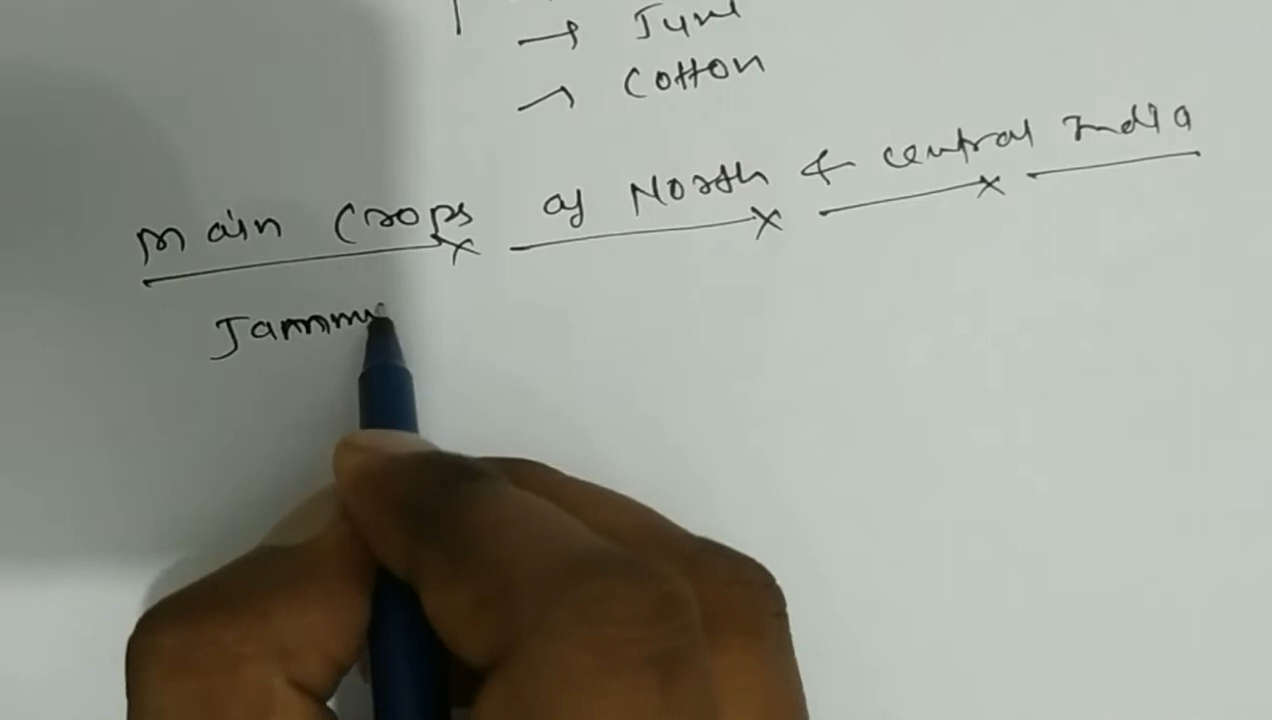 → Jute
→ Cotton
Main Crops of North & central India
Jammu